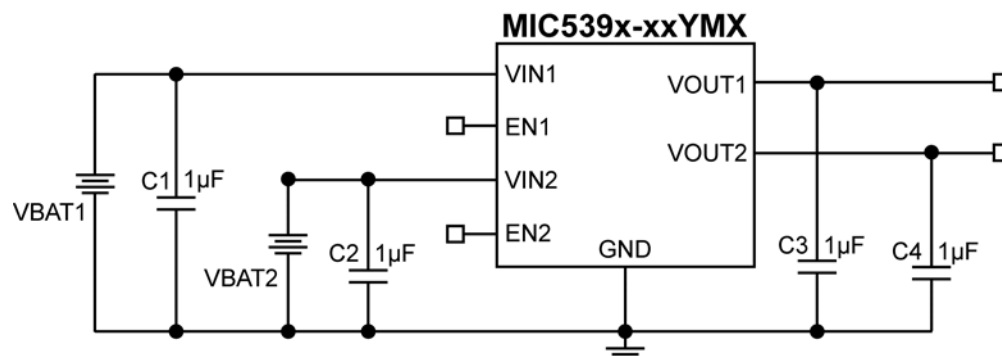 MIC539x-xxYMX
VIN1
VOUT1
EN1
VOUT2
C1 1µF
VIN2
VBAT1
EN2
C2 1µF
GND
C3 1µF
C4 1µF
VBAT2